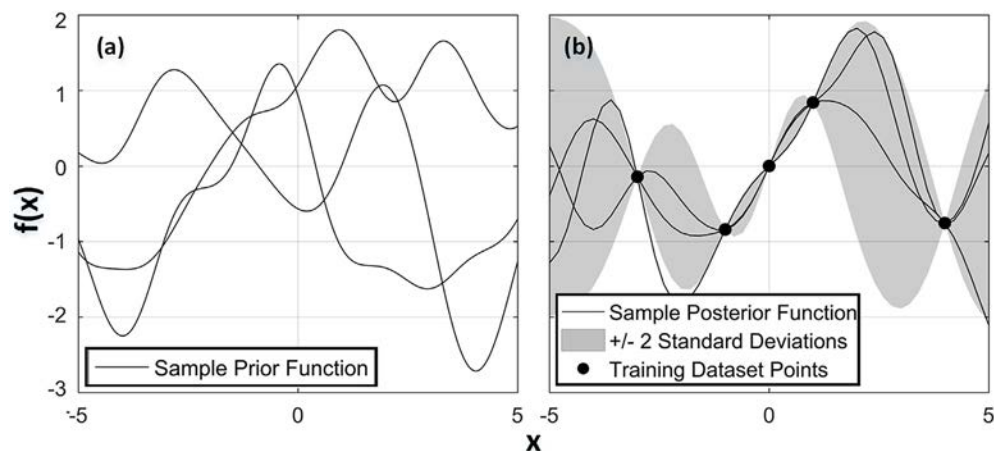 (a)
(b)
2
1
0
-1
-2
-3
f(x)
Sample Prior Function
Sample Posterior Function
+/- 2 Standard Deviations
Training Dataset Points
-5
0
5
-5
0
5
x